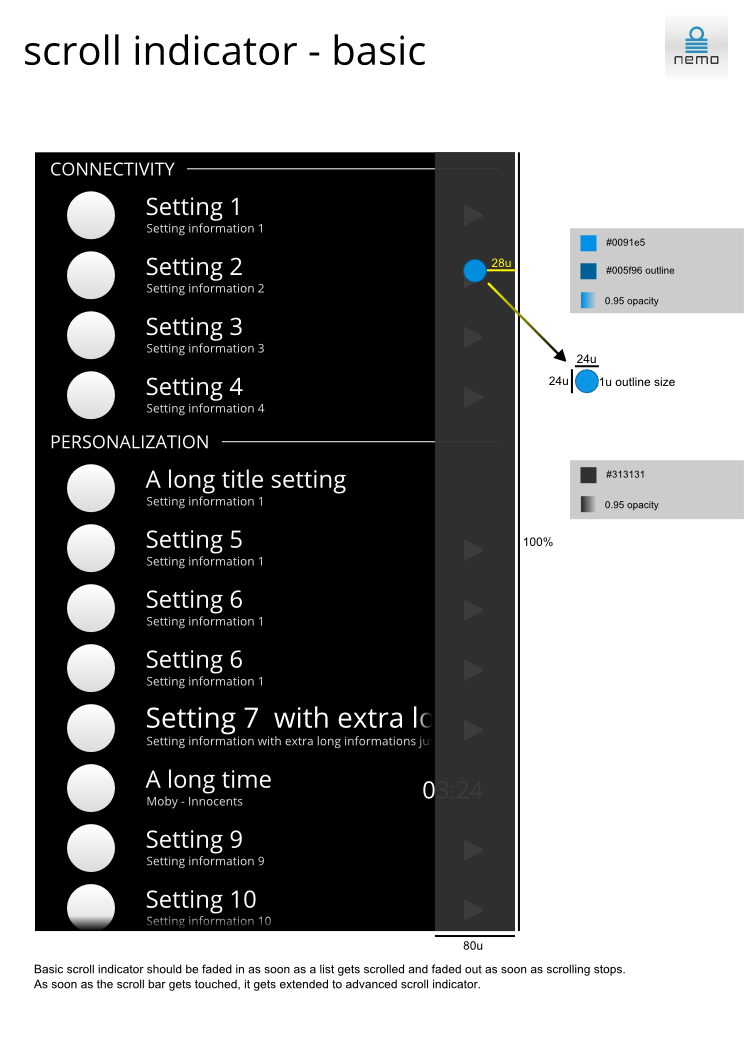 scroll indicator - basic
nemo
CONNECTIVITY
Setting 1
Setting information 1
Setting 2
Setting information 2
28u
Setting 3
Setting information 3
Setting 4
Setting information 4
#0091e5
#005f96 outline
0.95 opacity
24u
24u
1u outline size
PERSONALIZATION
A long title setting
Setting information 1
#313131
0.95 opacity
Setting 5
Setting information 1
100%
Setting 6
Setting information 1
Setting 6
Setting information 1
Setting 7 with extra lo
Setting information with extra long informations ju
A long time
Moby - Innocents
03:24
Setting 9
Setting information 9
Setting 10
Setting information 10
80u
Basic scroll indicator should be faded in as soon as a list gets scrolled and faded out as soon as scrolling stops.
As soon as the scroll bar gets touched, it gets extended to advanced scroll indicator.